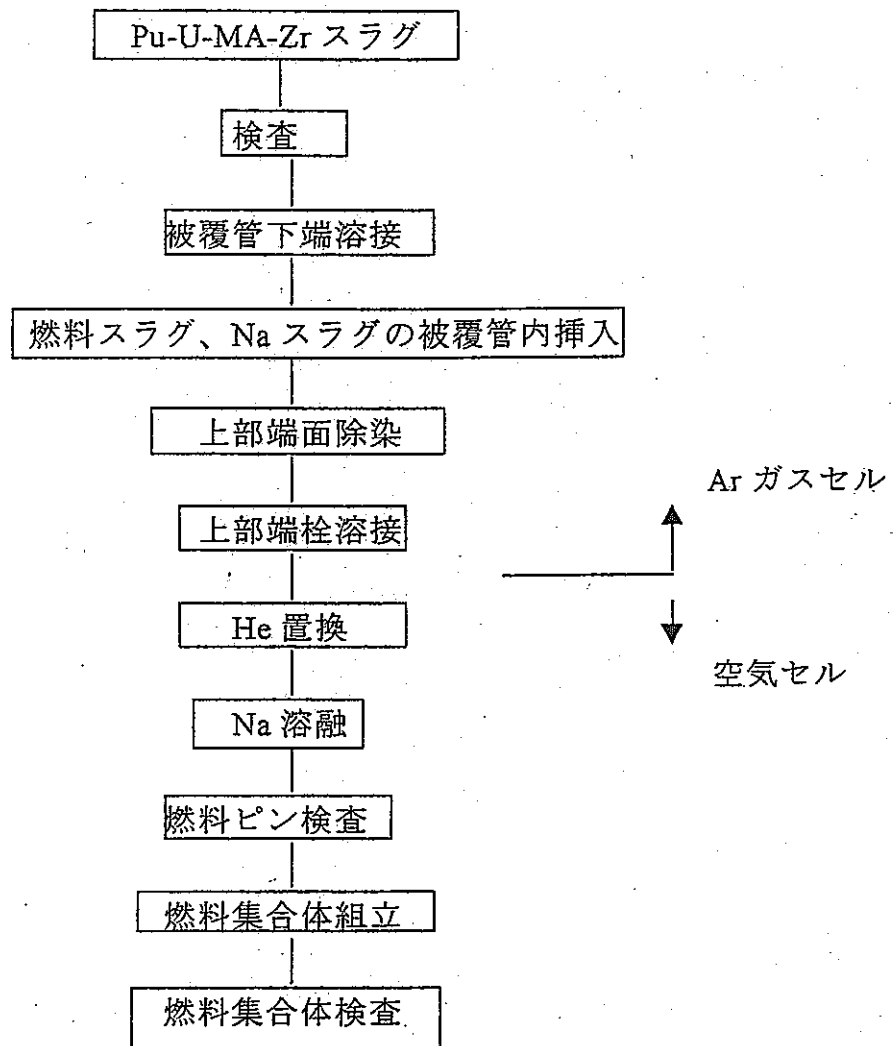 Pu-U-MA-Zr スラグ
検査
被覆管下端溶接
燃料スラグ、Na スラグの被覆管内挿入
上部端面除染
Ar ガスセル
上部端栓溶接
He 置換
空気セル
Na 溶融
燃料ピン検査
燃料集合体組立
燃料集合体検査